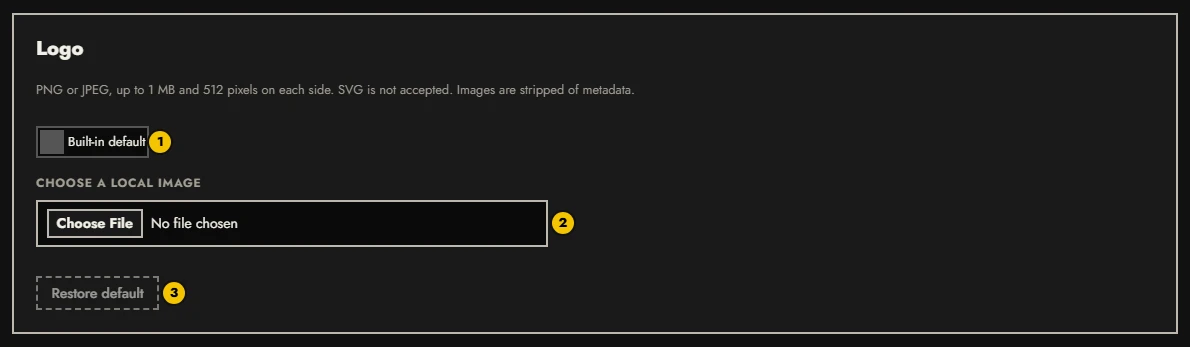 Logo
PNG or JPEG, up to 1 MB and 512 pixels on each side. SVG is not accepted. Images are stripped of metadata.
Built-in default 1
CHOOSE A LOCAL IMAGE
Choose File No file chosen 2
Restore default 3